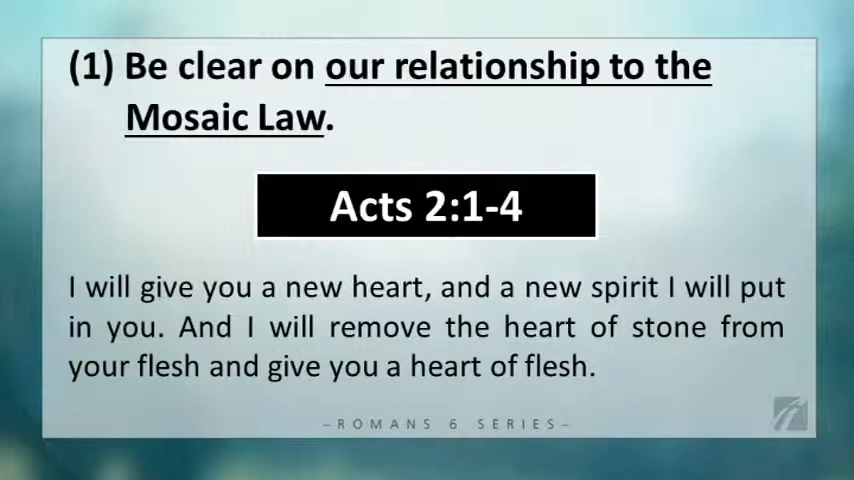 (1) Be clear on our relationship to the
Mosaic Law.
Acts 2:1-4
I will give you a new heart, and a new spirit I will put
in you. And I will remove the heart of stone from
your flesh and give you a heart of flesh.
–ROMANS 6 SERIES–